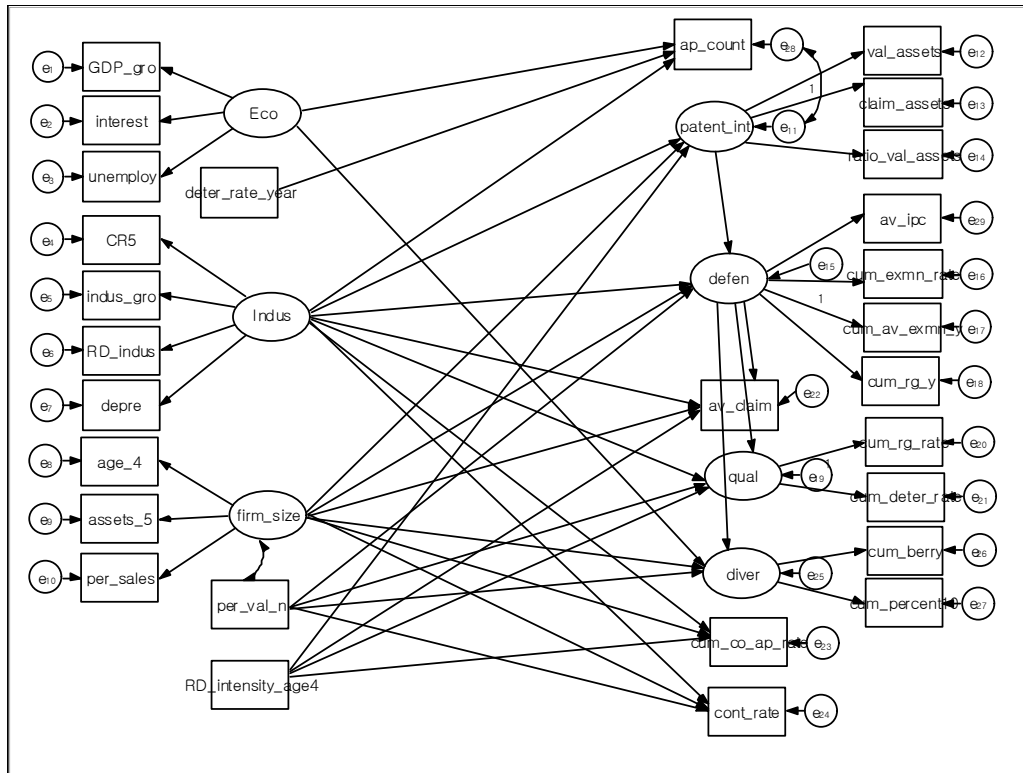 e1
GDP_gro
e2
interest
e3
unemploy
Eco
deter_rate_year
e4
CR5
e5
indus_gro
e6
RD_indus
e7
depre
Indus
e8
age_4
e9
assets_5
e10
per_sales
firm_size
per_val_n
RD_intensity_age4
ap_count
e28
1
patent_int
e11
val_assets
e12
claim_assets
e13
ratio_val_assets
e14
defen
e15
1
av_ipc
e29
cum_exmn_rate
e16
cum_av_exmn_y
e17
cum_rg_y
e18
av_claim
e22
qual
e19
cum_rg_rate
e20
cum_deter_rate
e21
diver
e25
cum_berry
e26
cum_percent10
e27
cum_co_ap_rate
e23
cont_rate
e24